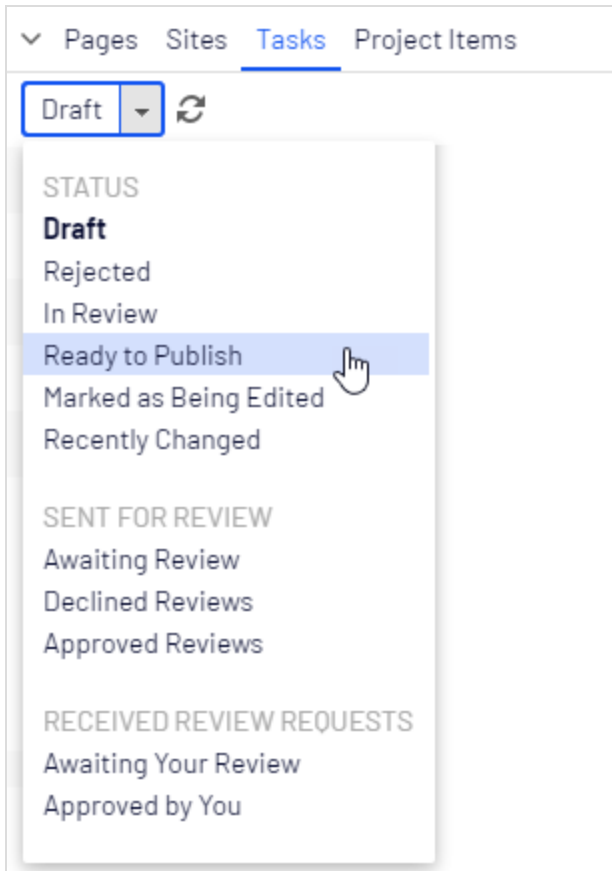 Pages Sites Tasks Project Items
Draft
STATUS
Draft
Rejected
In Review
Ready to Publish
Marked as Being Edited
Recently Changed
SENT FOR REVIEW
Awaiting Review
Declined Reviews
Approved Reviews
RECEIVED REVIEW REQUESTS
Awaiting Your Review
Approved by You